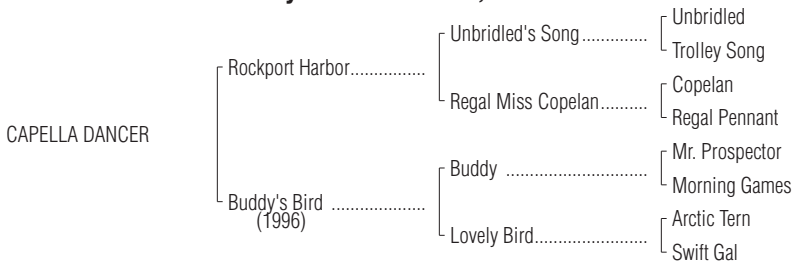 Unbridled
Unbridled's Song..............
Trolley Song
Rockport Harbor................
Copelan
Regal Miss Copelan..........
Regal Pennant
CAPELLA DANCER
Mr. Prospector
Buddy ..........................
Morning Games
Buddy's Bird .....................
(1996)
Arctic Tern
Lovely Bird........................
Swift Gal